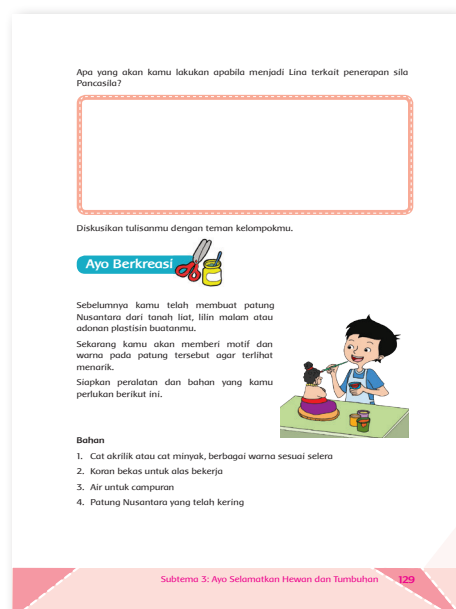 Apa yang akan kamu lakukan apabila menjadi Lina terkait penerapan sila
Pancasila?
Diskusikan tulisanmu dengan teman kelompokmu.
Ayo Berkreasi
Sebelumnya kamu telah membuat patung
Nusantara dari tanah liat, lilin malam atau
adonan plastisin buatanmu.
Sekarang kamu akan memberi motif dan
warna pada patung tersebut agar terlihat
menarik.
Siapkan peralatan dan bahan yang kamu
perlukan berikut ini.
Bahan
1. Cat akrilik atau cat minyak, berbagai warna sesuai selera
2. Koran bekas untuk alas bekerja
3. Air untuk campuran
4. Patung Nusantara yang telah kering
Subtema 3: Ayo Selamatkan Hewan dan Tumbuhan 129